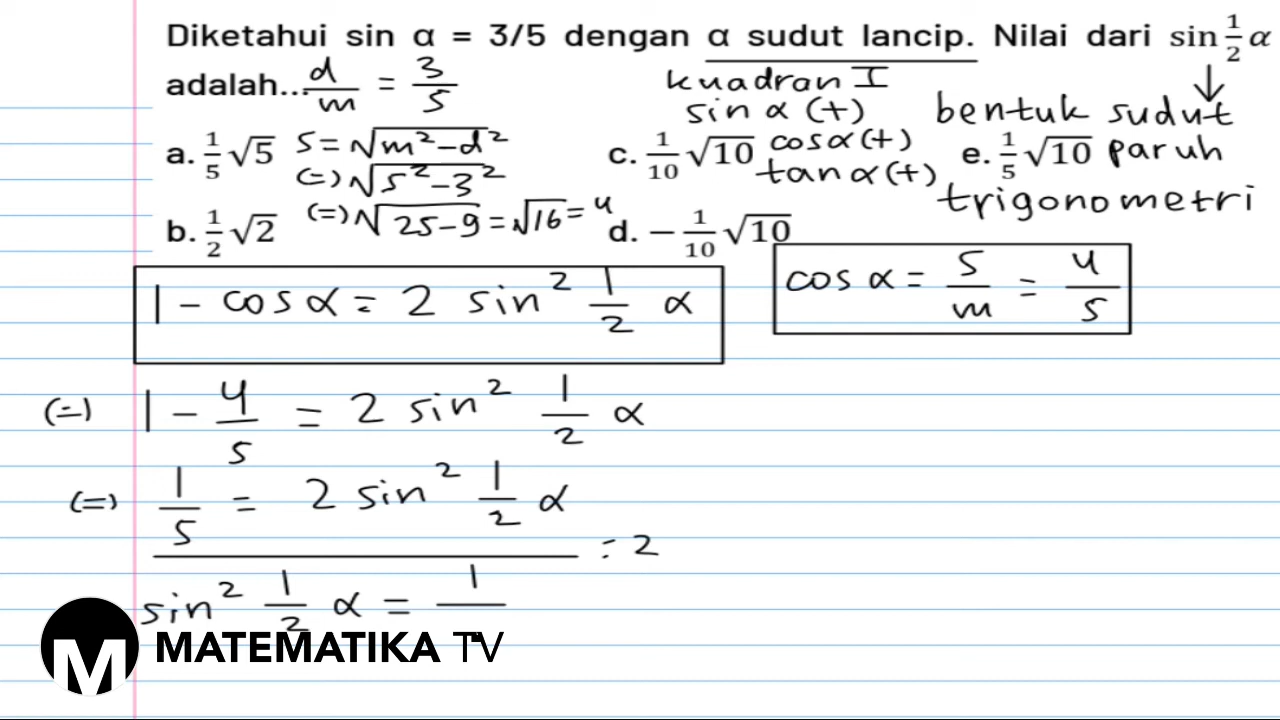 Diketahui sin α = 3/5 dengan α sudut lancip. Nilai dari sin 1/2 α
adalah... d/m = 3/5
kuadran I
sin α (+)
cos α (+)
tan α (+)
bentuk sudut
paruh
trigonometri
a. 1/5 √5
s = √m² - d²
(=) √5² - 3²
(=) √25 - 9 = √16 = 4
b. 1/2 √2
c. 1/10 √10
d. - 1/10 √10
e. 1/5 √10
1 - cos α = 2 sin² 1/2 α
cos α = s/m = 4/5
(=) 1 - 4/5 = 2 sin² 1/2 α
(=) 1/5 = 2 sin² 1/2 α
: 2
sin² 1/2 α = 1/
M MATEMATIKA TV